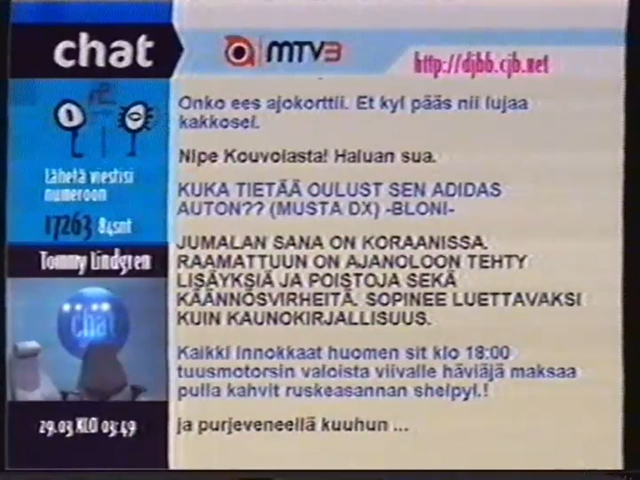 chat
MTV3
http://djbb.cjb.net
Lähetä viestisi
numeroon
17263 84snt
Tommy Lindgren
chat
29.03 KLO 03:49
Onko ees ajokorttii. Et kyl pääs nii lujaa
kakkosel.
Nipe Kouvolasta! Haluan sua.
KUKA TIETÄÄ OULUST SEN ADIDAS
AUTON?? (MUSTA DX) -BLONI-
JUMALAN SANA ON KORAANISSA.
RAAMATTUUN ON AJANOLOON TEHTY
LISÄYKSIÄ JA POISTOJA SEKÄ
KÄÄNNÖSVIRHEITÄ. SOPINEE LUETTAVAKSI
KUIN KAUNOKIRJALLISUUS.
Kaikki innokkaat huomen sit klo 18:00
tuusmotorsin valoista viivalle häviäjä maksaa
pulla kahvit ruskeasannan shelpyl.!
ja purjeveneellä kuuhun ...